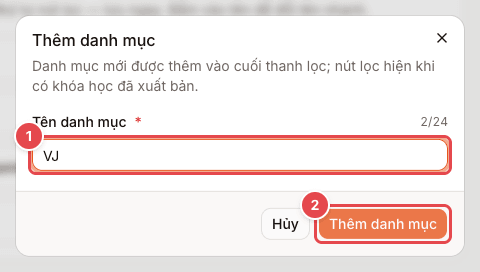 Thêm danh mục
Danh mục mới được thêm vào cuối thanh lọc; nút lọc hiện khi
có khóa học đã xuất bản.
Tên danh mục * 2/24
1
VJ
2
Hủy Thêm danh mục